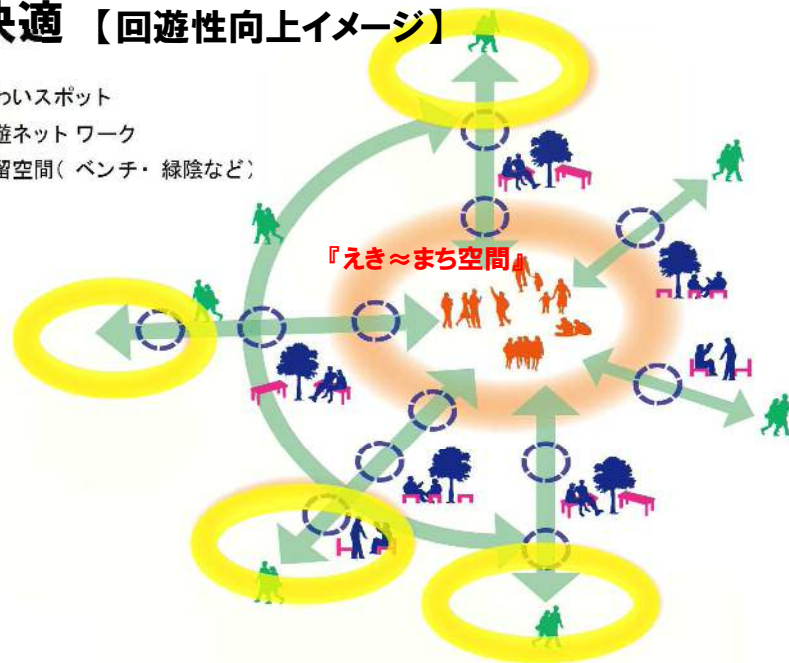 快適 【回遊性向上イメージ】
わいスポット
遊ネットワーク
留空間( ベンチ・ 緑陰など)
『えき≈まち空間』